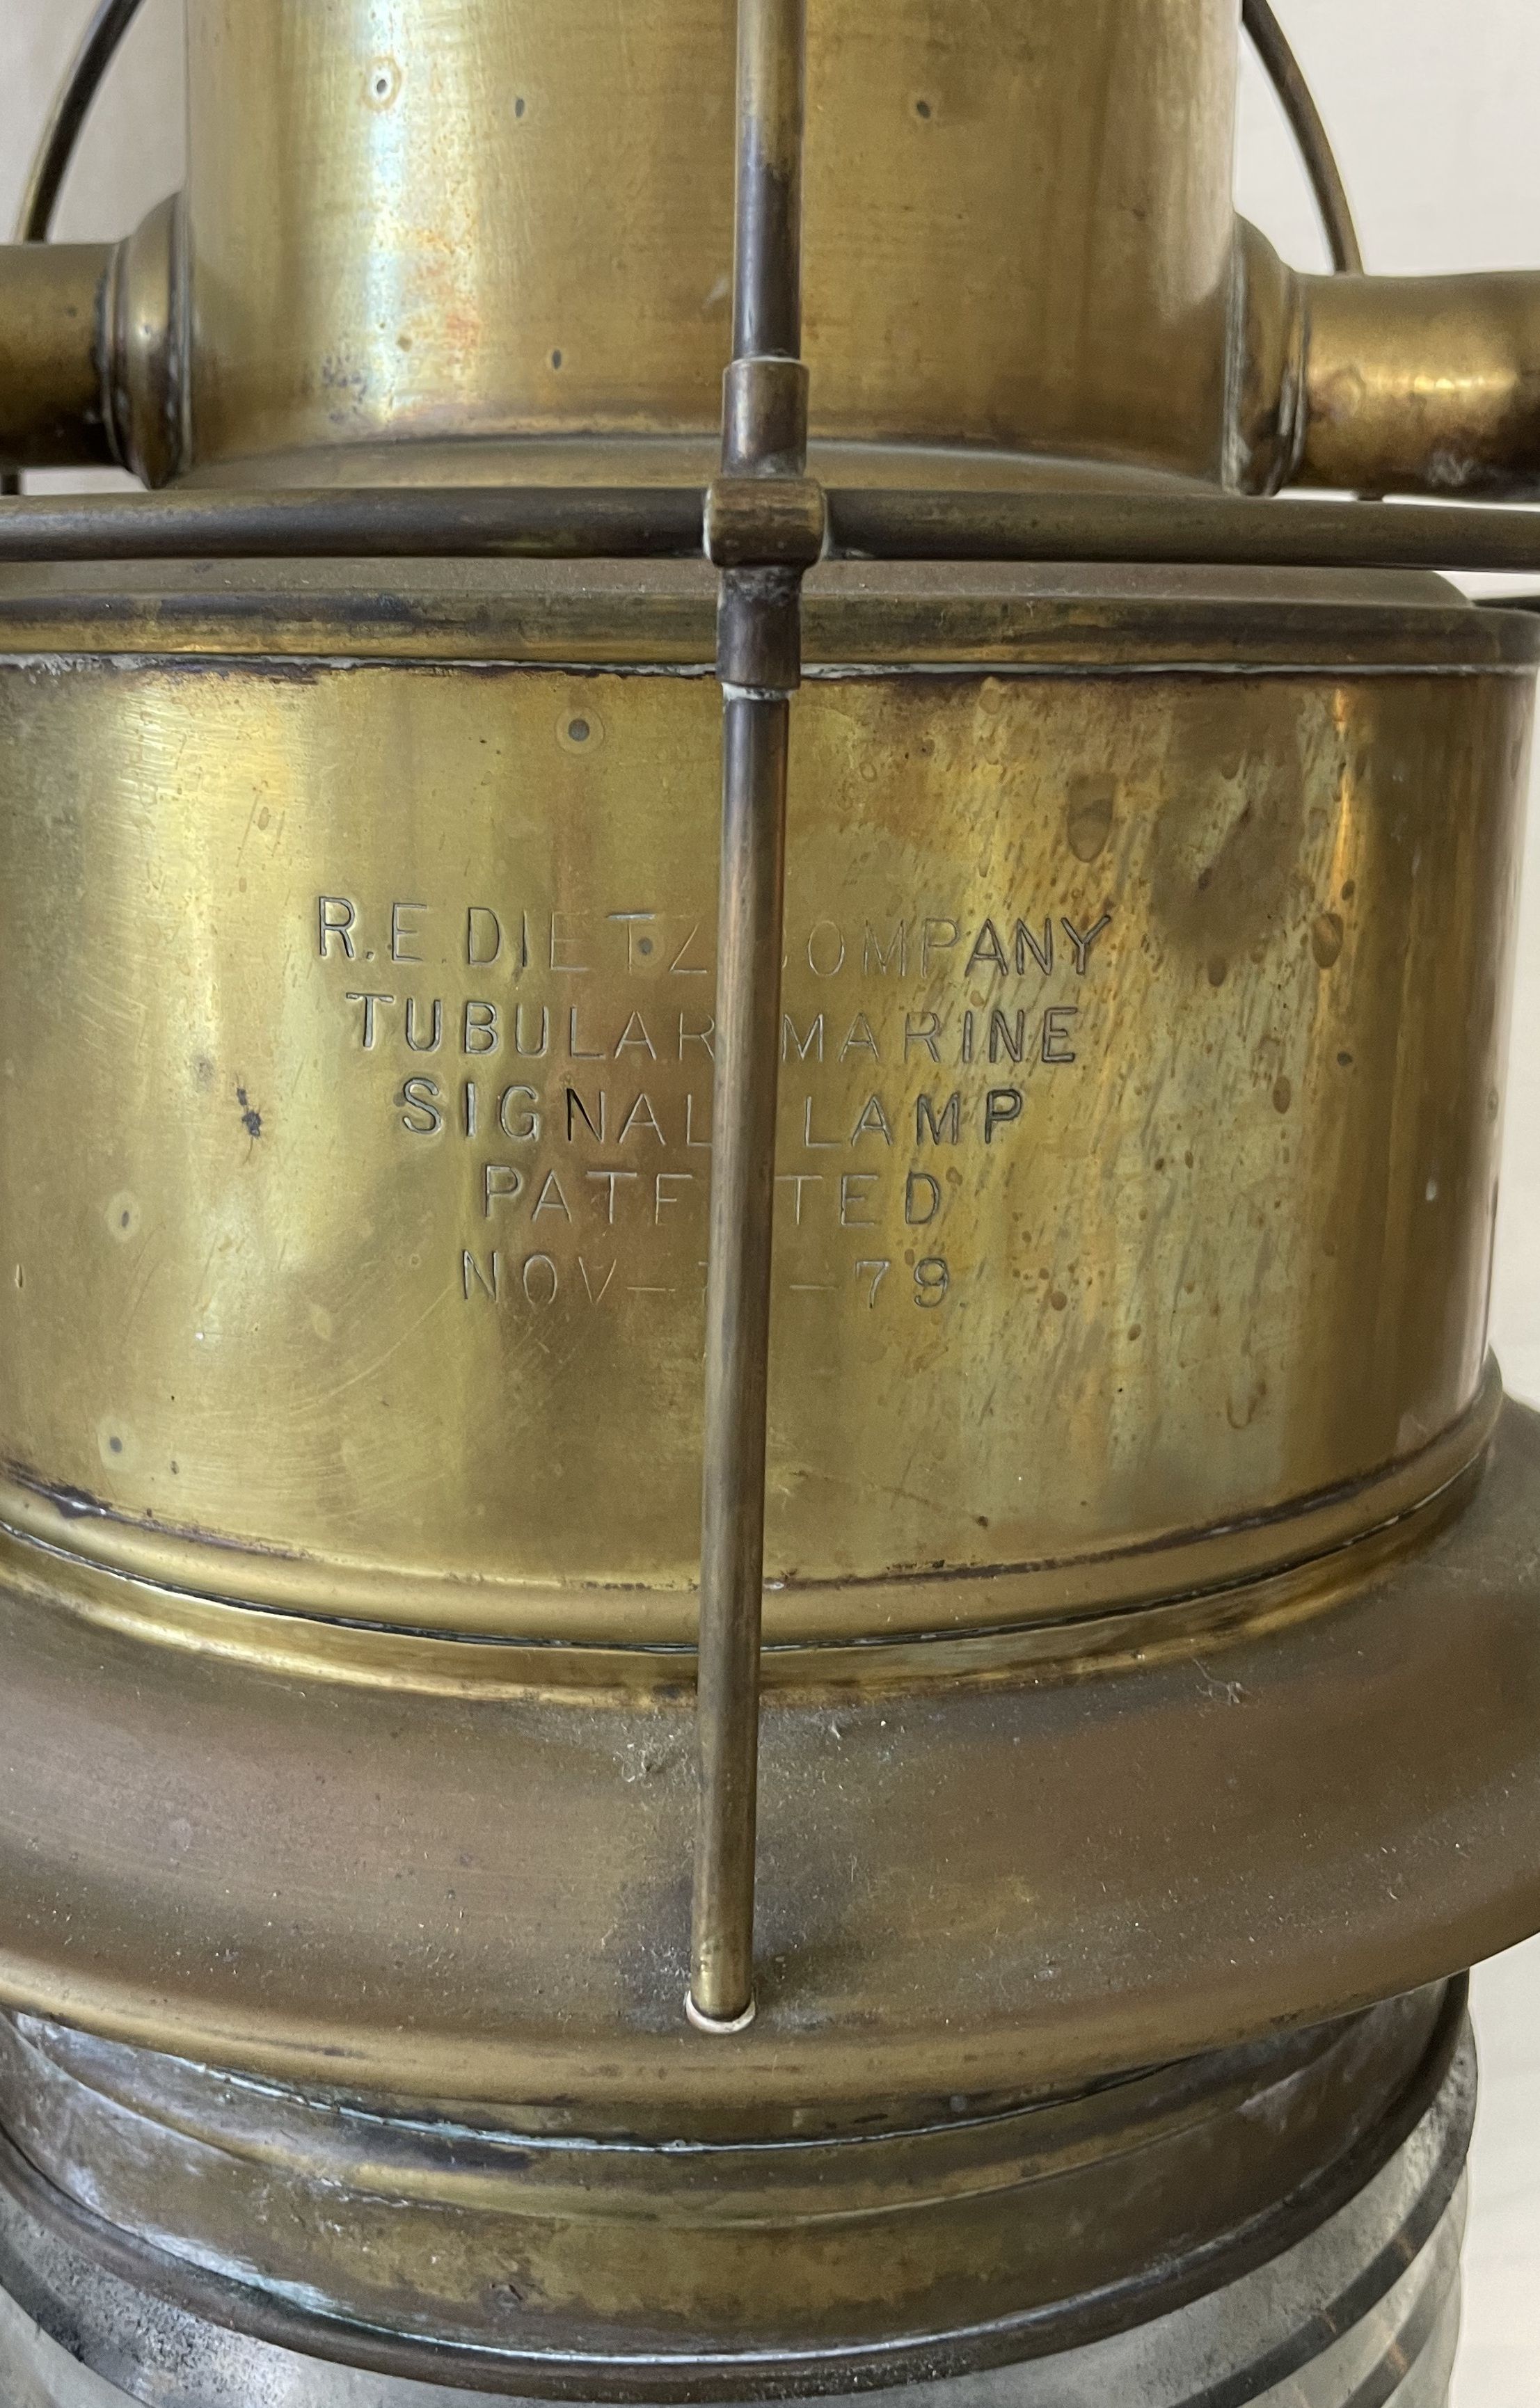 R.E. DIETZ COMPANY
TUBULAR MARINE
SIGNAL LAMP
PATENTED
NOV- -79